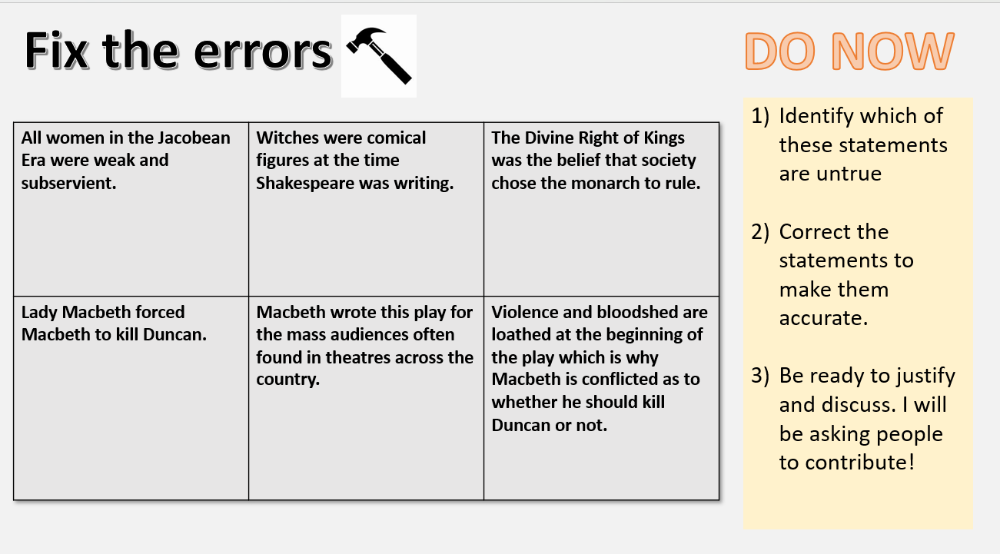 Fix the errors
DO NOW
All women in the Jacobean
Era were weak and
subservient.
Witches were comical
figures at the time
Shakespeare was writing.
The Divine Right of Kings
was the belief that society
chose the monarch to rule.
Lady Macbeth forced
Macbeth to kill Duncan.
Macbeth wrote this play for
the mass audiences often
found in theatres across the
country.
Violence and bloodshed are
loathed at the beginning of
the play which is why
Macbeth is conflicted as to
whether he should kill
Duncan or not.
1) Identify which of
these statements
are untrue
2) Correct the
statements to
make them
accurate.
3) Be ready to justify
and discuss. I will
be asking people
to contribute!